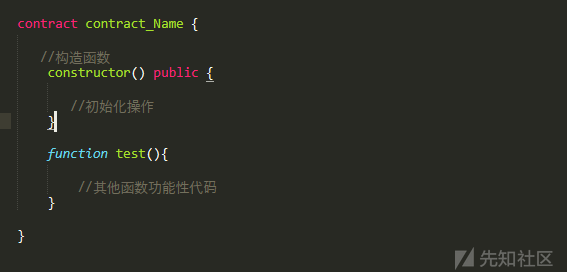 contract contract_Name {
//构造函数
constructor() public {
//初始化操作
}
function test(){
//其他函数功能性代码
}
}
先知社区